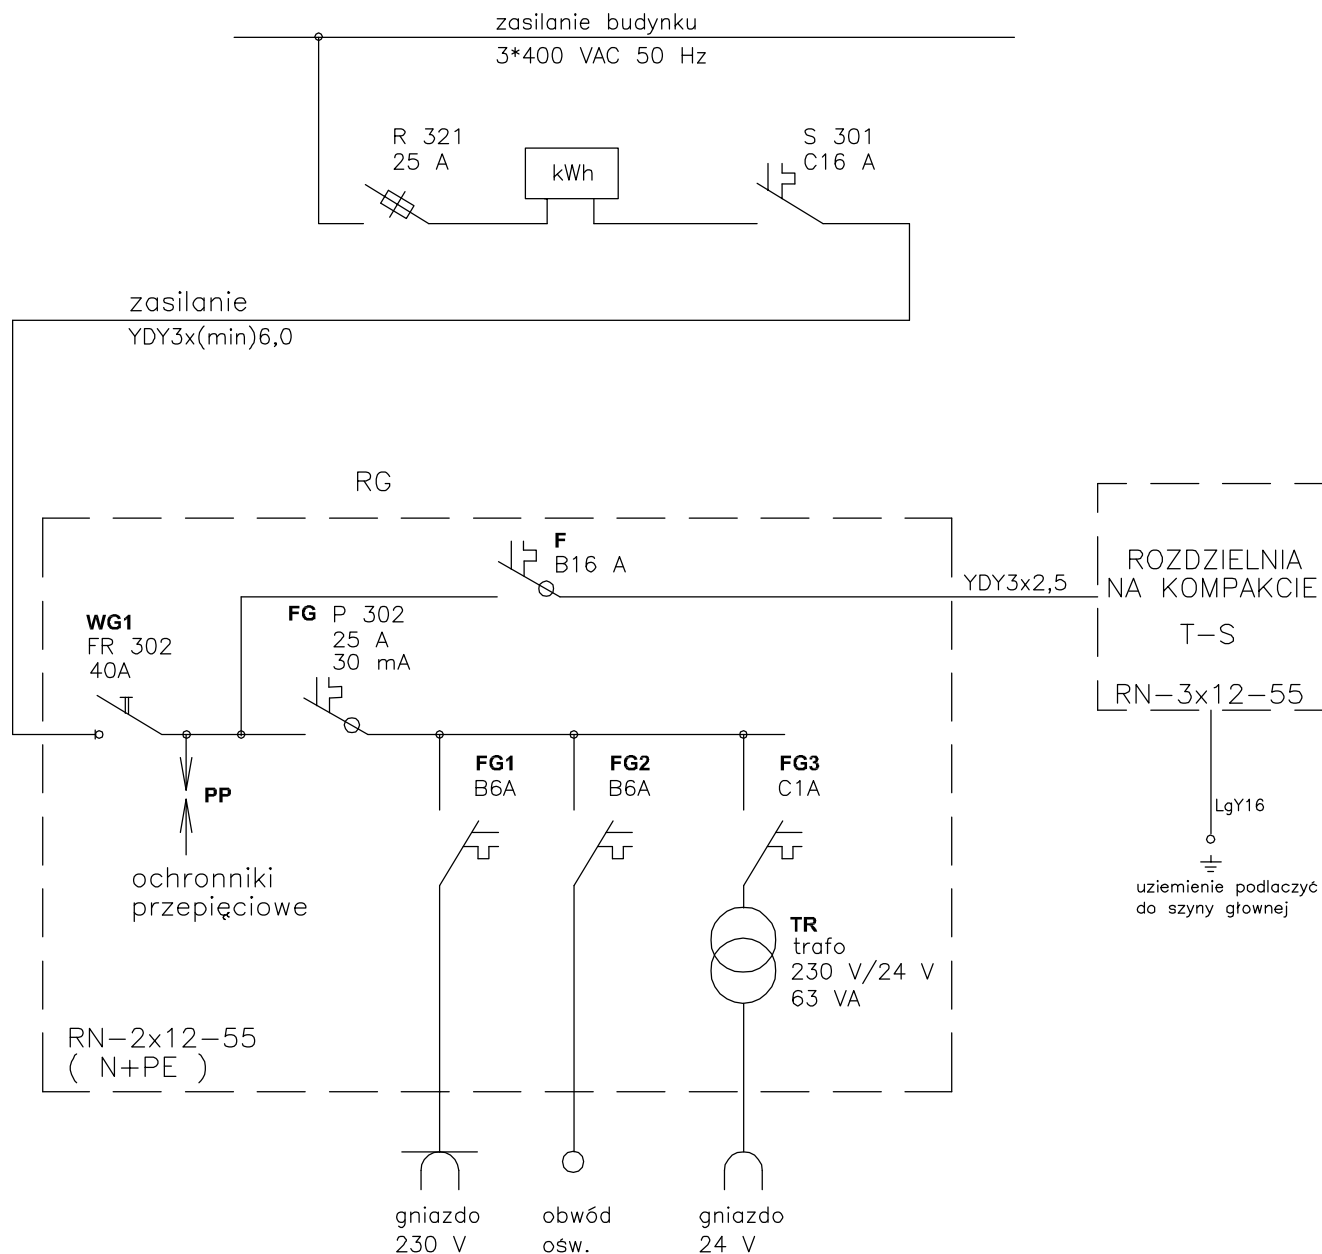 zasilanie budynku
3*400 VAC 50 Hz
R 321
25 A
kWh
S 301
C16 A
zasilanie
YDY3x(min)6,0
RG
F
B16 A
YDY3x2,5
ROZDZIELNIA
NA KOMPAKCIE
T-S
RN-3x12-55
WG1
FR 302
40A
FG P 302
25 A
30 mA
PP
ochronniki
przepięciowe
FG1
B6A
FG2
B6A
FG3
C1A
LgY16
uziemienie podlaczyć
do szyny głownej
TR
trafo
230 V/24 V
63 VA
RN-2x12-55
( N+PE )
gniazdo
230 V
obwód
ośw.
gniazdo
24 V